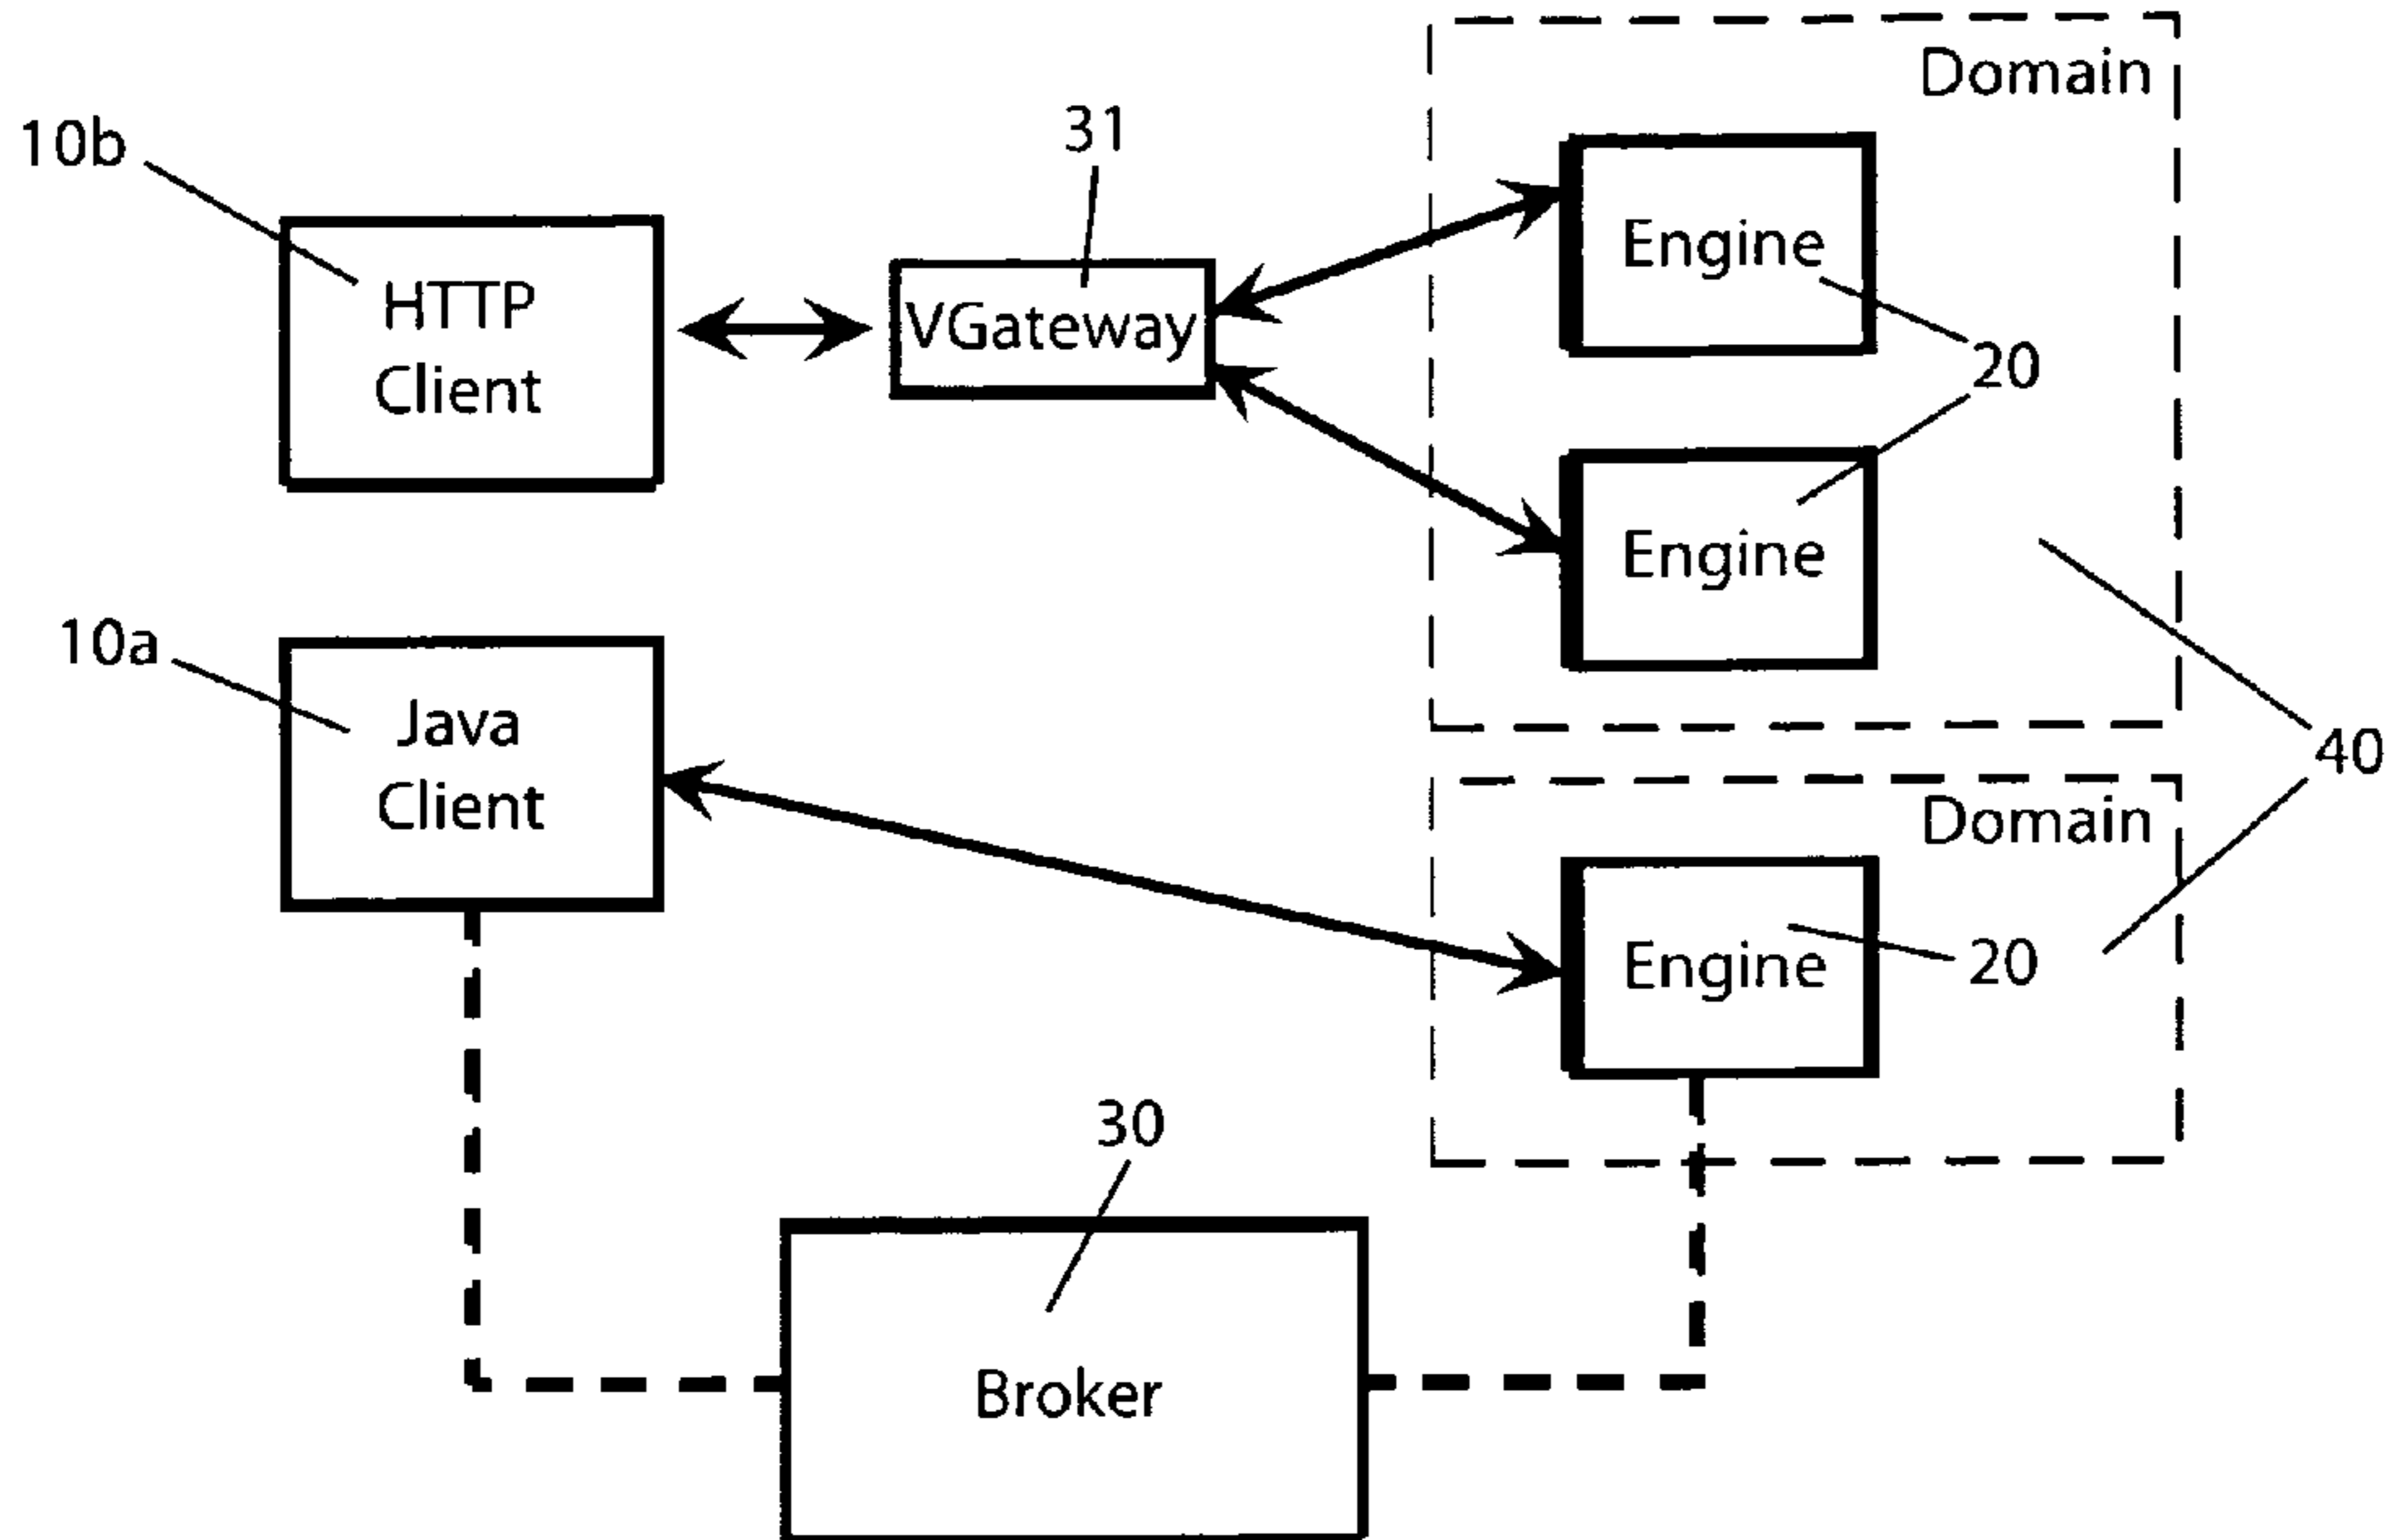 Domain
10b
31
Engine
HTTP
Client
VGateway
20
Engine
10a
Java
Client
40
Domain
Engine
20
30
Broker